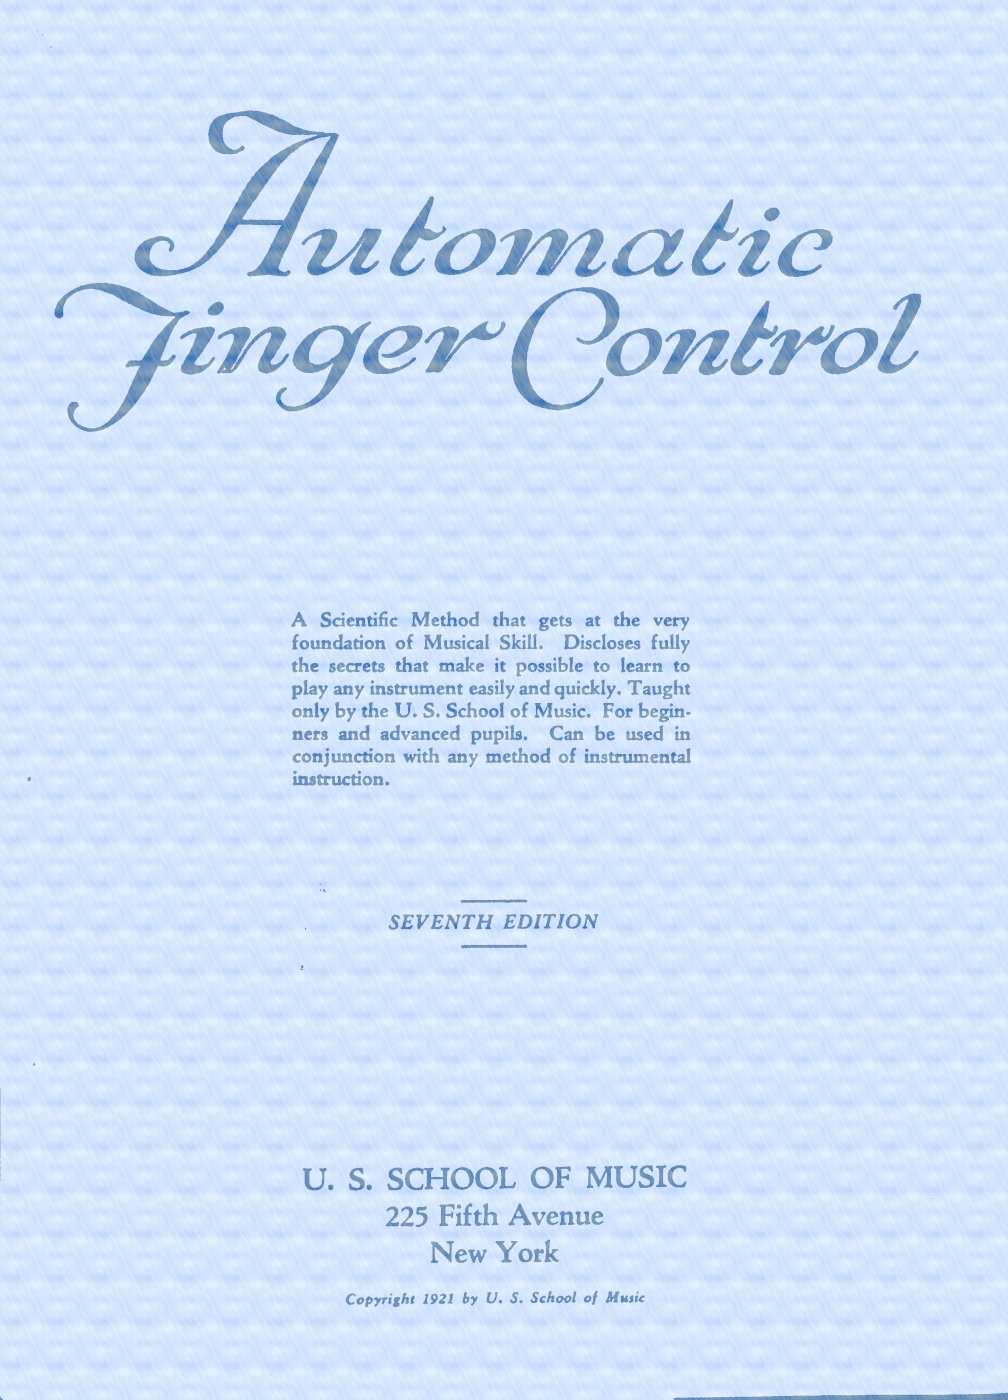 Automatic
Finger Control
A Scientific Method that gets at the very
foundation of Musical Skill. Discloses fully
the secrets that make it possible to learn to
play any instrument easily and quickly. Taught
only by the U. S. School of Music. For begin-
ners and advanced pupils. Can be used in
conjunction with any method of instrumental
instruction.
SEVENTH EDITION
U. S. SCHOOL OF MUSIC
225 Fifth Avenue
New York
Copyright 1921 by U. S. School of Music